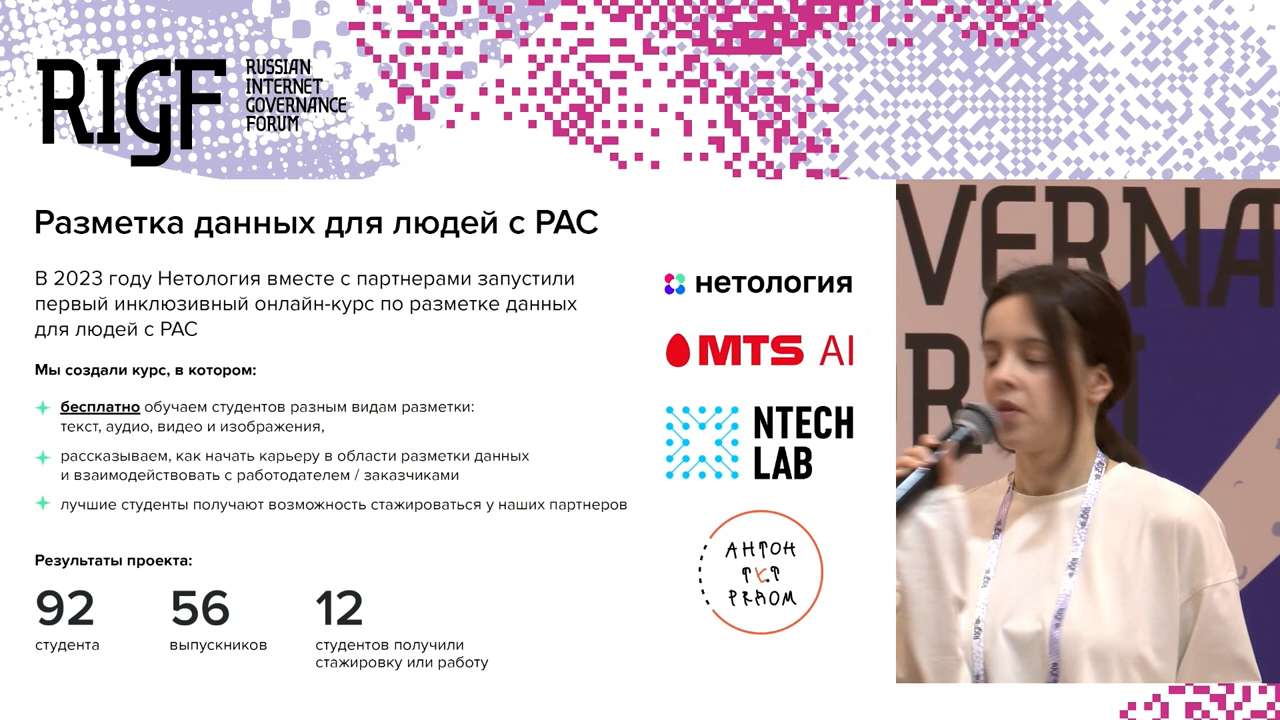 RIGF
RUSSIAN
INTERNET
GOVERNANCE
FORUM
Разметка данных для людей с РАС
В 2023 году Нетология вместе с партнерами запустили
первый инклюзивный онлайн-курс по разметке данных
для людей с РАС
Мы создали курс, в котором:
бесплатно обучаем студентов разным видам разметки:
текст, аудио, видео и изображения,
рассказываем, как начать карьеру в области разметки данных
и взаимодействовать с работодателем / заказчиками
лучшие студенты получают возможность стажироваться у наших партнеров
Результаты проекта:
92
студента
56
выпускников
12
студентов получили
стажировку или работу
нетология
MTS AI
NTECH
LAB
АНТОН
ТУТ
РЯДОМ
VERNA
RIGF